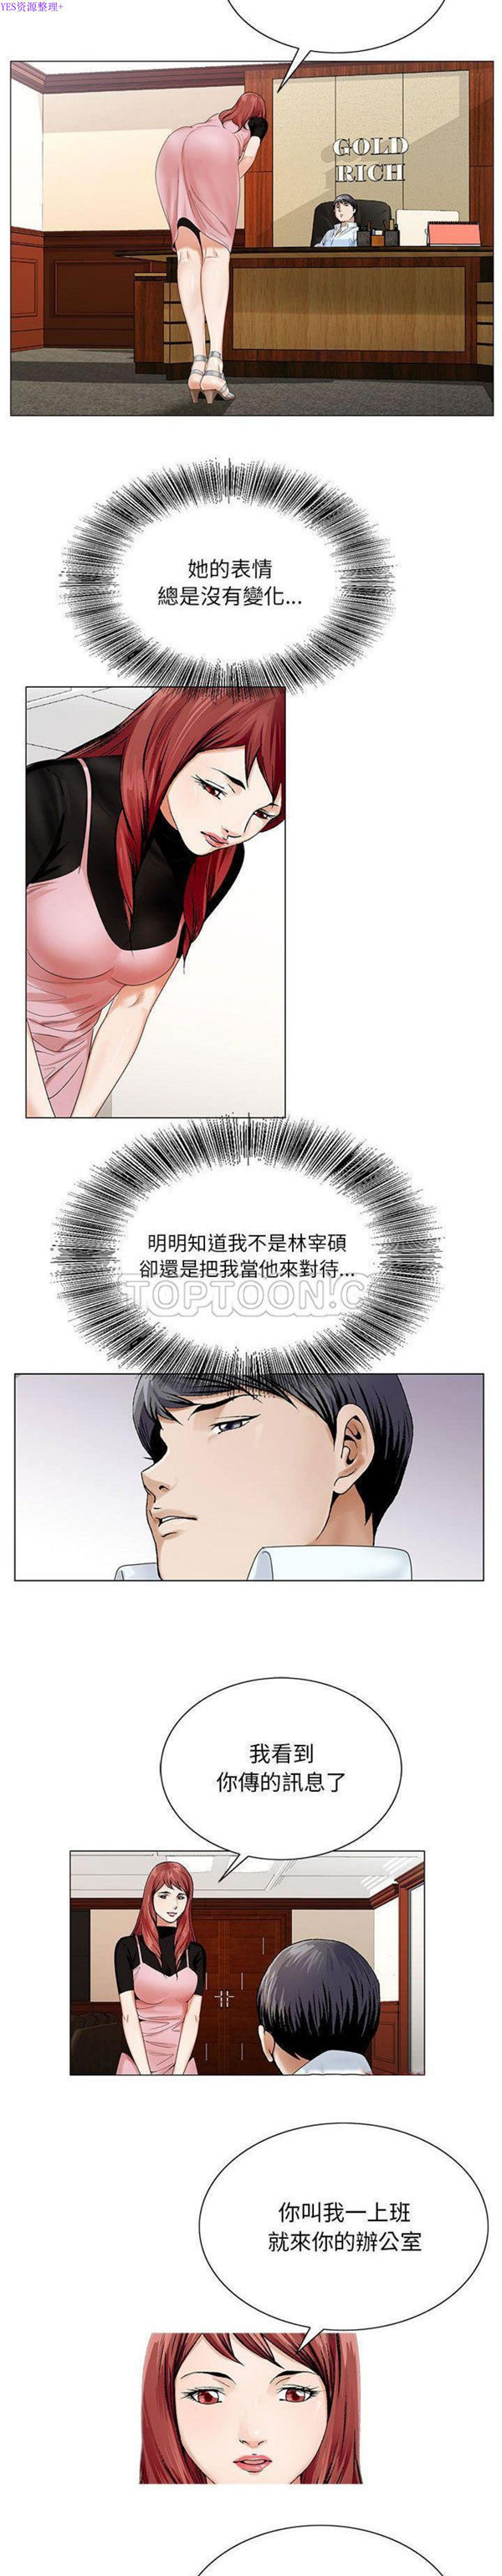 YES资源整理+
GOLD
RICH
她的表情
總是沒有變化...
明明知道我不是林宰碩
卻還是把我當他來對待...
TOPTOON.C
我看到
你傳的訊息了
你叫我一上班
就來你的辦公室